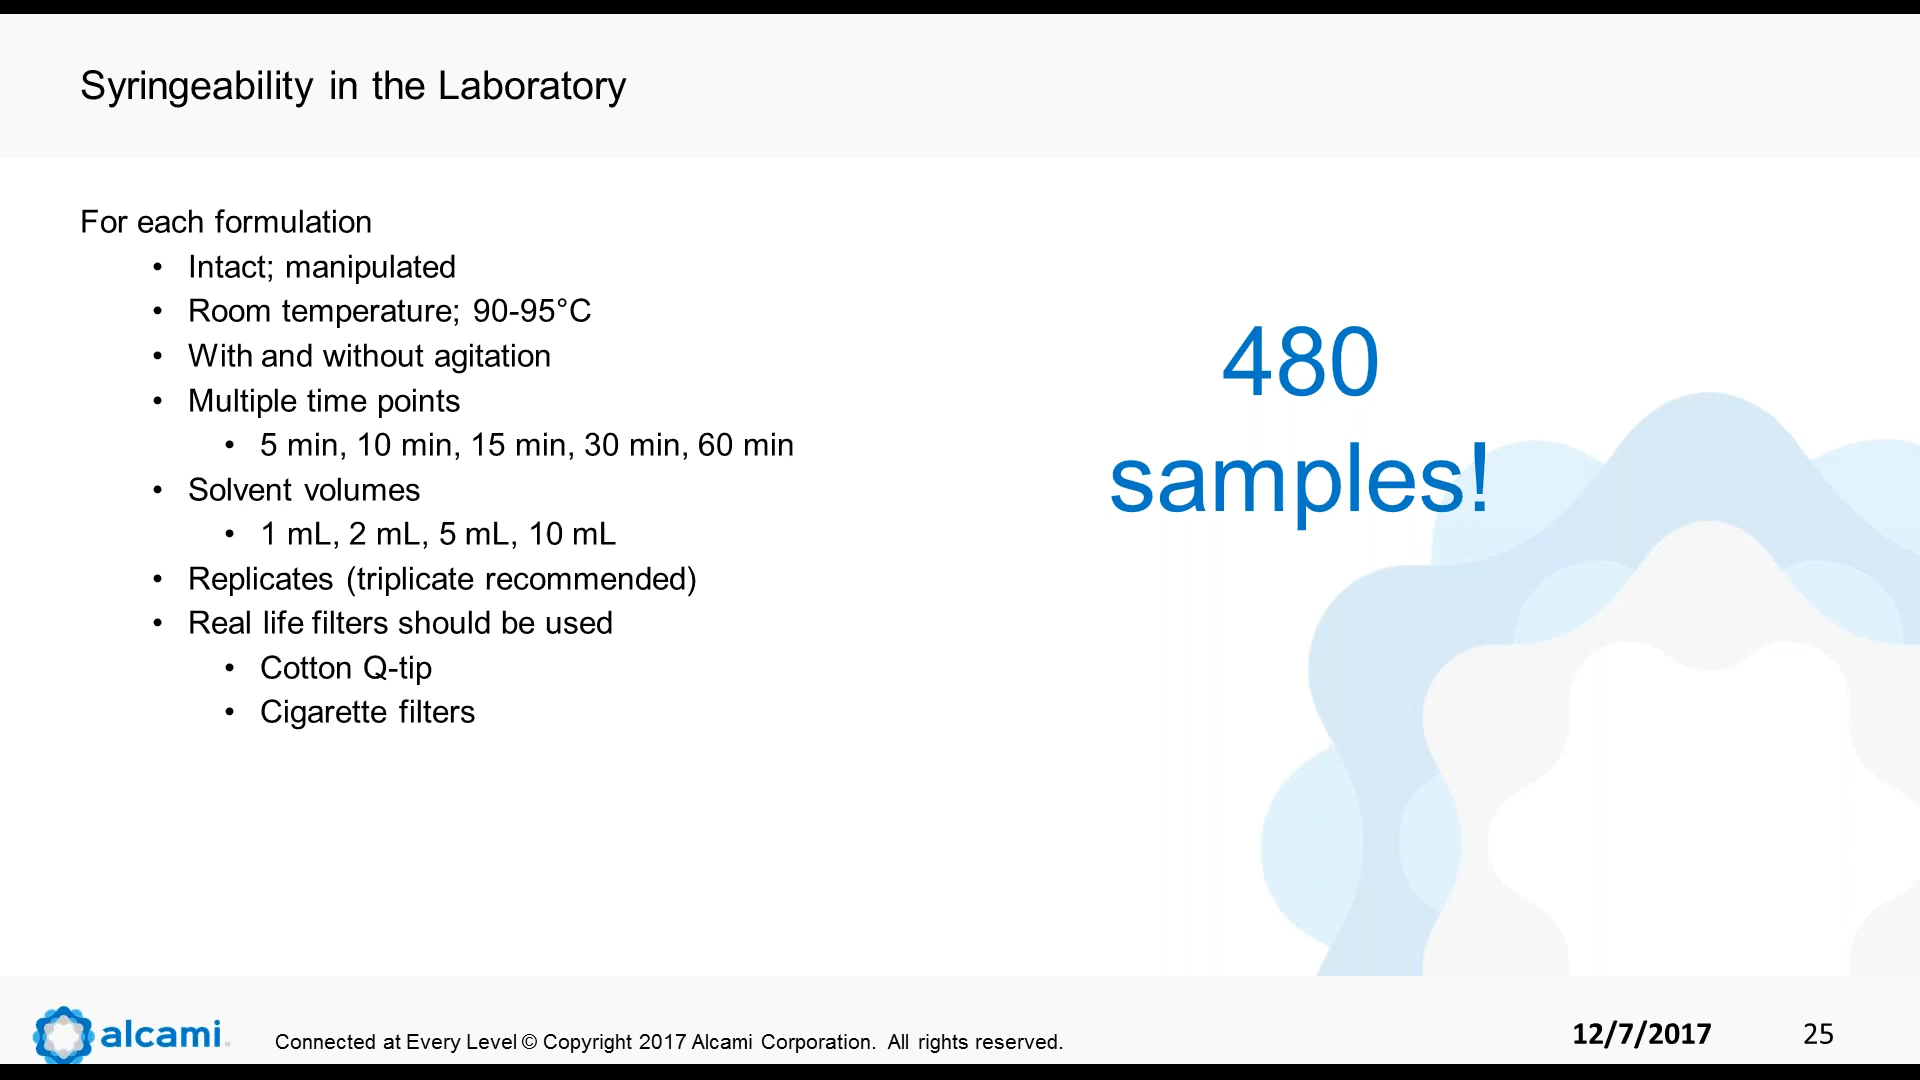 Syringeability in the Laboratory
For each formulation
• Intact; manipulated
• Room temperature; 90-95°C
• With and without agitation
• Multiple time points
• 5 min, 10 min, 15 min, 30 min, 60 min
• Solvent volumes
• 1 mL, 2 mL, 5 mL, 10 mL
• Replicates (triplicate recommended)
• Real life filters should be used
• Cotton Q-tip
• Cigarette filters
480
samples!
alcami
Connected at Every Level © Copyright 2017 Alcami Corporation. All rights reserved.
12/7/2017
25